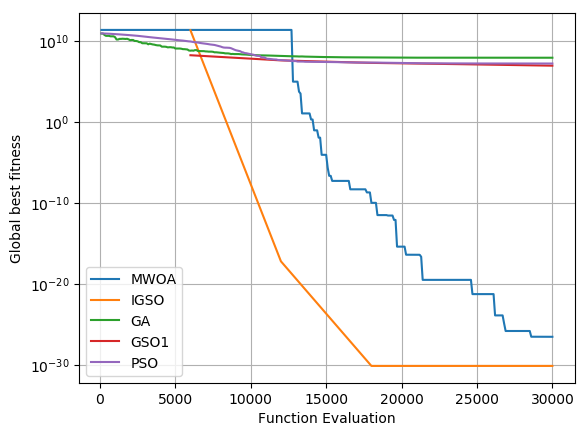 Global best fitness
10^10
10^0
10^-10
10^-20
10^-30
MWOA
IGSO
GA
GSO1
PSO
0 5000 10000 15000 20000 25000 30000
Function Evaluation